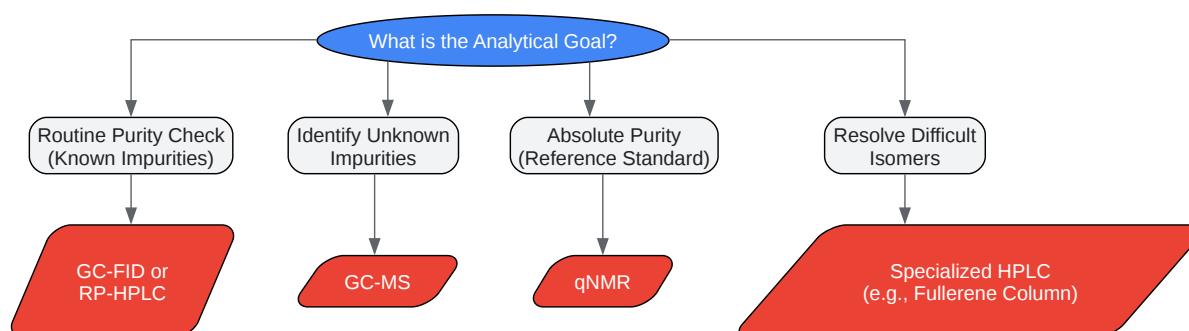 What is the Analytical Goal?
Routine Purity Check
(Known Impurities)
Identify Unknown
Impurities
Absolute Purity
(Reference Standard)
Resolve Difficult
Isomers
GC-FID or
RP-HPLC
GC-MS
qNMR
Specialized HPLC
(e.g., Fullerene Column)